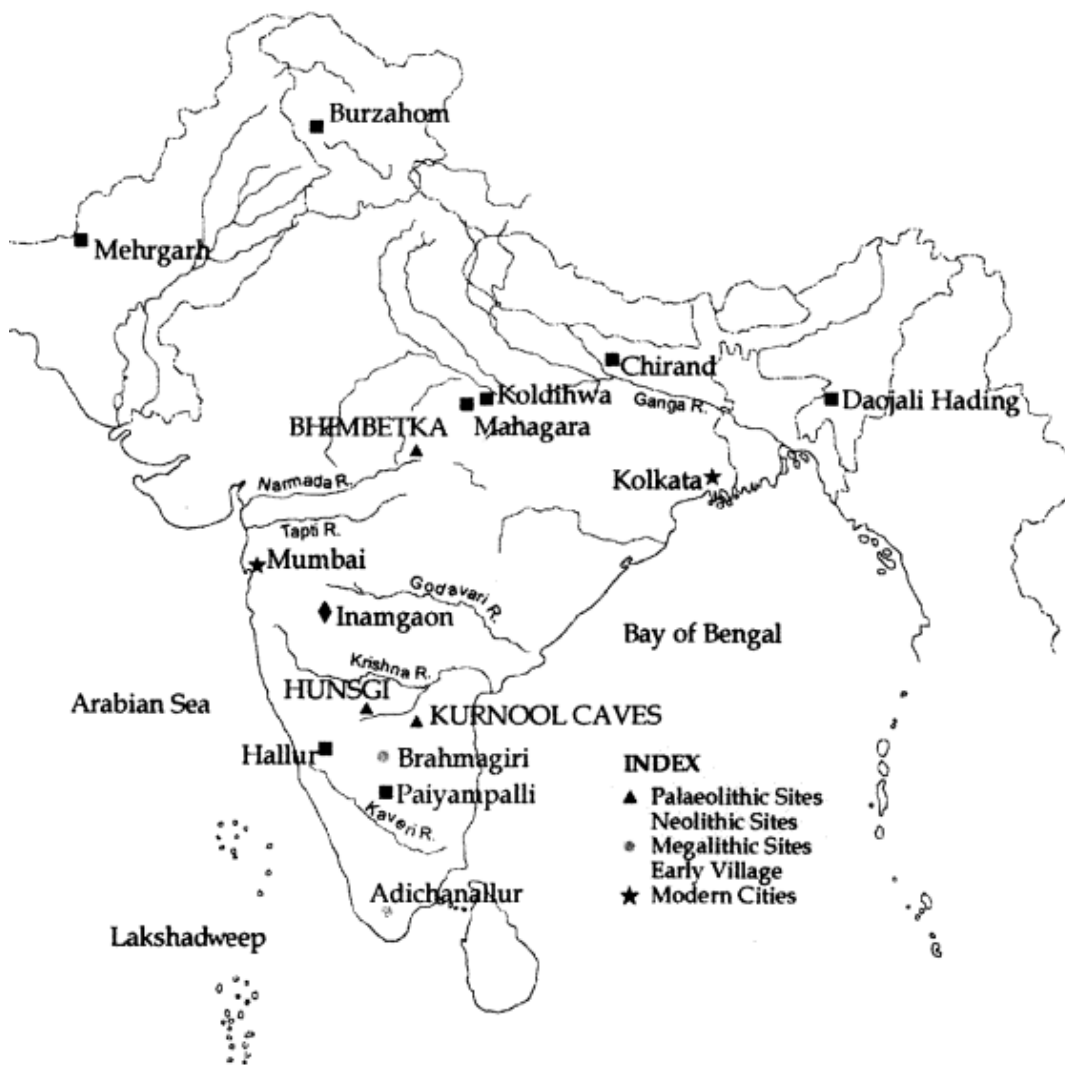 Burzahom
Mehrgarh
Chirand
Koldihwa
Ganga R.
Daojali Hading
Mahagara
BHIMBETKA
Kolkata
Narmada R.
Tapti R.
Mumbai
Godavari R.
Inamgaon
Bay of Bengal
Krishna R.
HUNSGI
Arabian Sea
KURNOOL CAVES
Hallur
Brahmagiri
INDEX
Paiyampalli
Palaeolithic Sites
Neolithic Sites
Kaveri R.
Megalithic Sites
Early Village
Adichanallur
Modern Cities
Lakshadweep